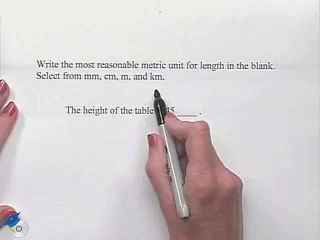 Write the most reasonable metric unit for length in the blank.
Select from mm, cm, m, and km.
The height of the table 45 _____ .